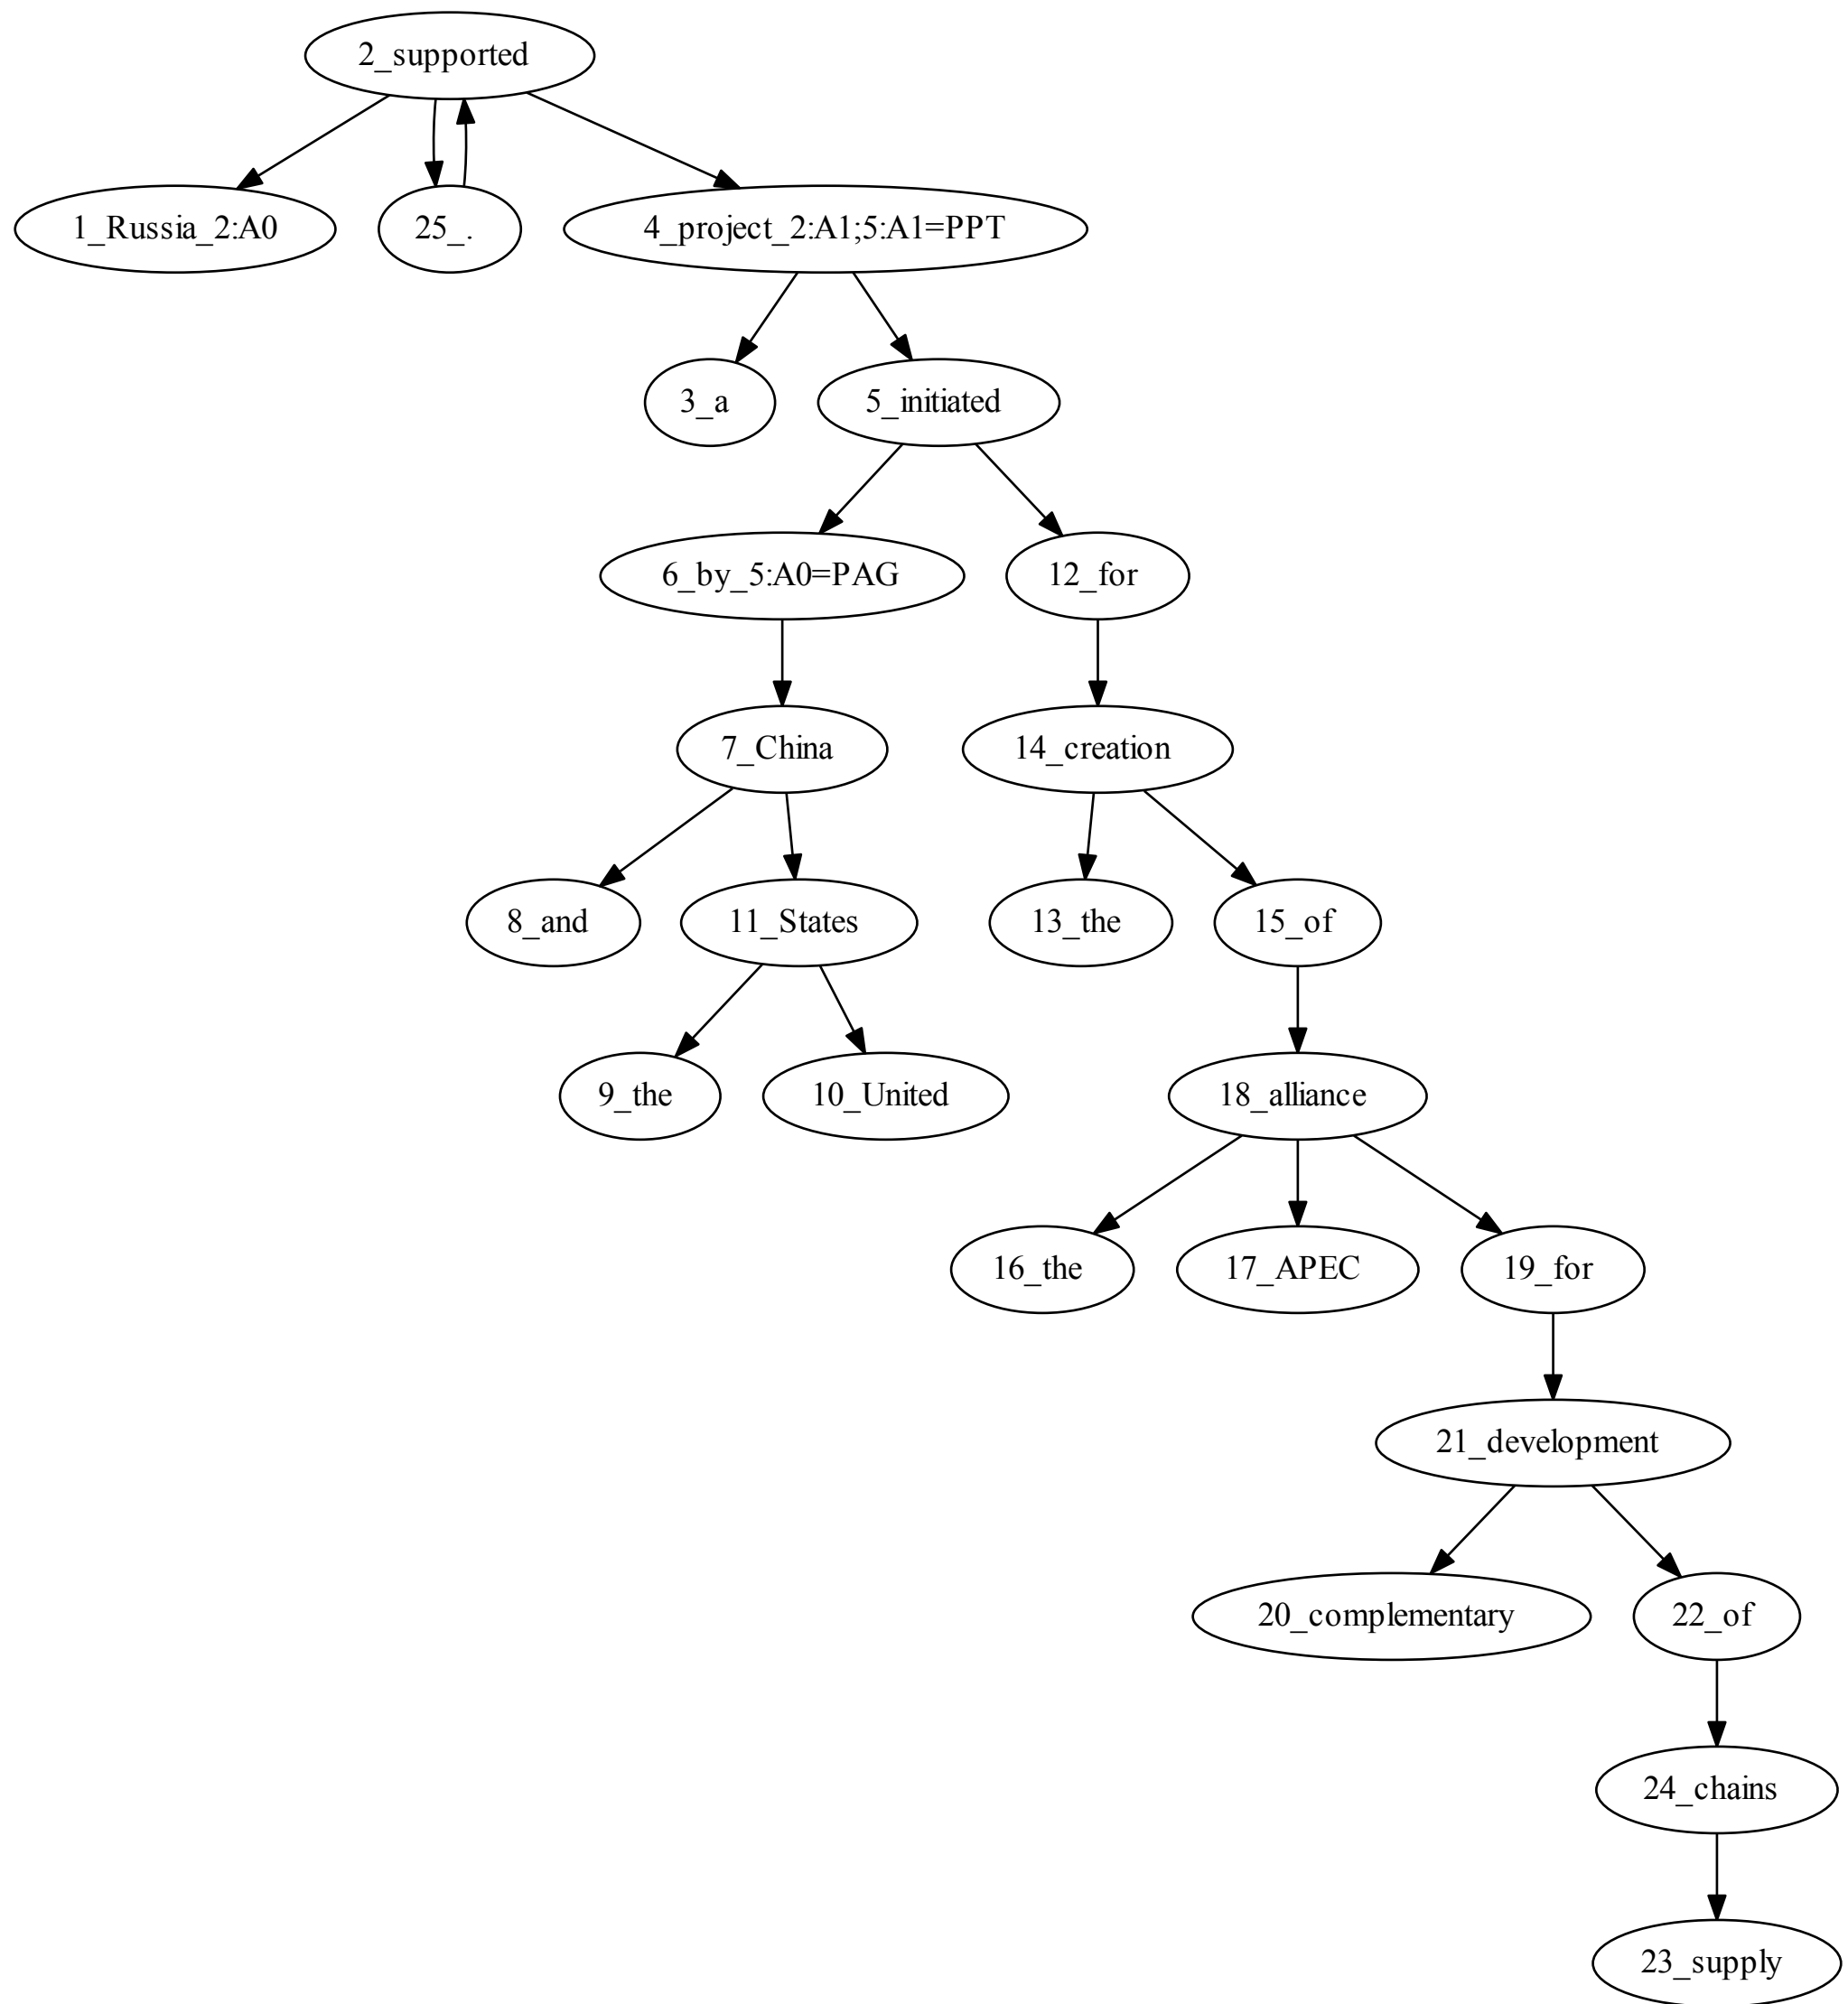 2_supported
1_Russia_2:A0
25_.
4_project_2:A1;5:A1=PPT
3_a
5_initiated
6_by_5:A0=PAG
12_for
7_China
14_creation
8_and
11_States
13_the
15_of
9_the
10_United
18_alliance
16_the
17_APEC
19_for
21_development
20_complementary
22_of
24_chains
23_supply